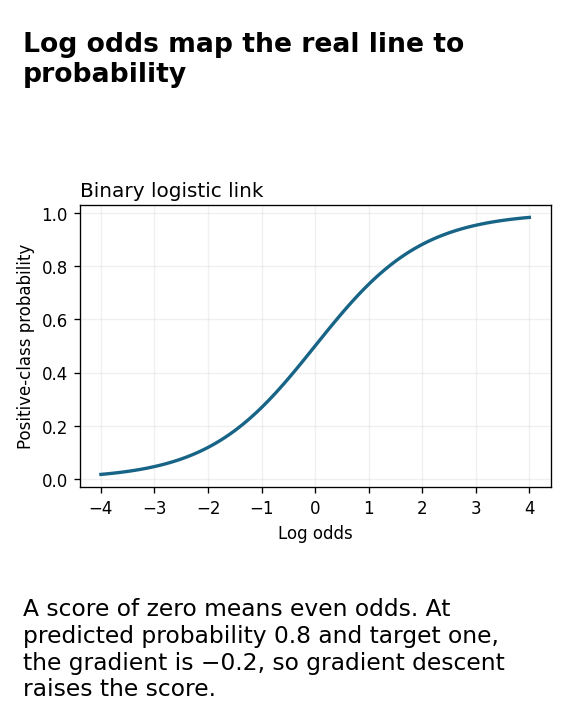 Log odds map the real line to
probability
Binary logistic link
1.0
0.8
0.6
0.4
0.2
0.0
Positive-class probability
−4 −3 −2 −1 0 1 2 3 4
Log odds
A score of zero means even odds. At
predicted probability 0.8 and target one,
the gradient is −0.2, so gradient descent
raises the score.